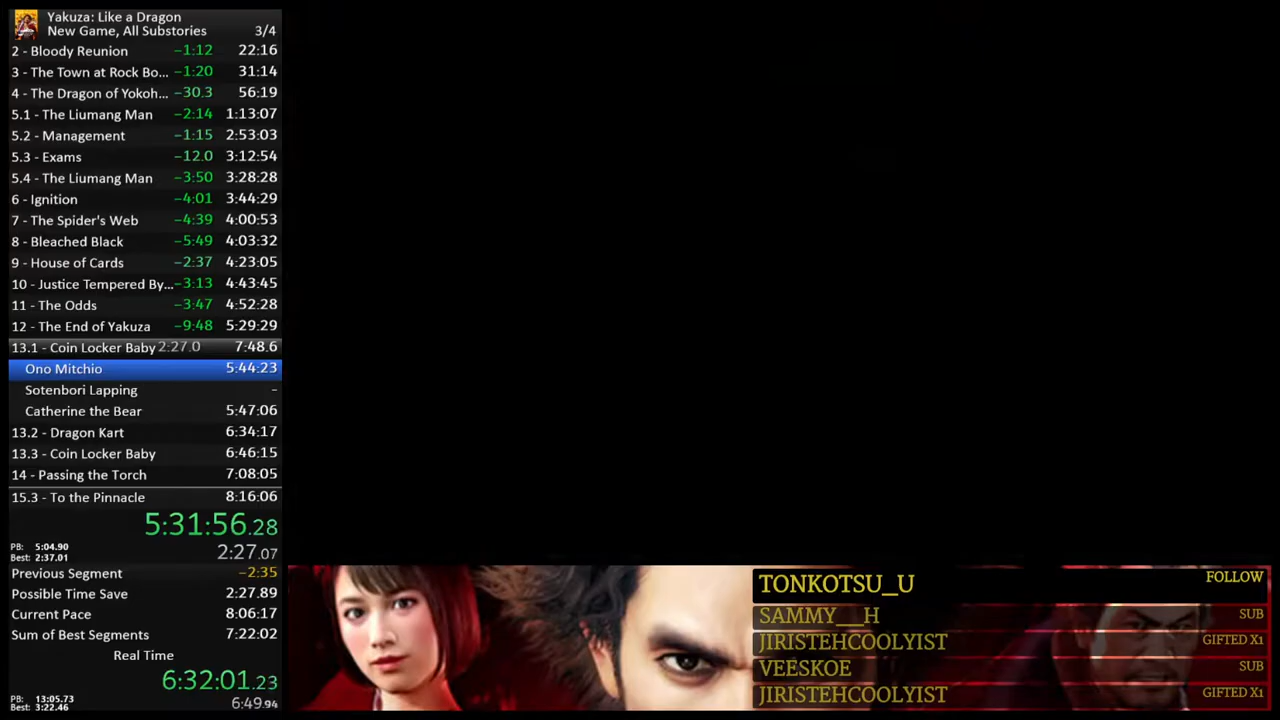 Yakuza: Like a Dragon
New Game, All Substories 3/4
2 - Bloody Reunion -1:12 22:16
3 - The Town at Rock Bo... -1:20 31:14
4 - The Dragon of Yokoh... -30.3 56:19
5.1 - The Liumang Man -2:14 1:13:07
5.2 - Management -1:15 2:53:03
5.3 - Exams -12.0 3:12:54
5.4 - The Liumang Man -3:50 3:28:28
6 - Ignition -4:01 3:44:29
7 - The Spider's Web -4:39 4:00:53
8 - Bleached Black -5:49 4:03:32
9 - House of Cards -2:37 4:23:05
10 - Justice Tempered By... -3:13 4:43:45
11 - The Odds -3:47 4:52:28
12 - The End of Yakuza -9:48 5:29:29
13.1 - Coin Locker Baby 2:27.0 7:48.6
Ono Mitchio 5:44:23
Sotenbori Lapping -
Catherine the Bear 5:47:06
13.2 - Dragon Kart 6:34:17
13.3 - Coin Locker Baby 6:46:15
14 - Passing the Torch 7:08:05
15.3 - To the Pinnacle 8:16:06
5:31:56.28
PB: 5:04.90
Best: 2:37.01 2:27.07
Previous Segment -2:35
Possible Time Save 2:27.89
Current Pace 8:06:17
Sum of Best Segments 7:22:02
Real Time
6:32:01.23
PB: 13:05.73
Best: 3:22.46 6:49.94
TONKOTSU_U FOLLOW
SAMMY__H SUB
JIRISTEHCOOLYIST GIFTED X1
VEESKOE SUB
JIRISTEHCOOLYIST GIFTED X1